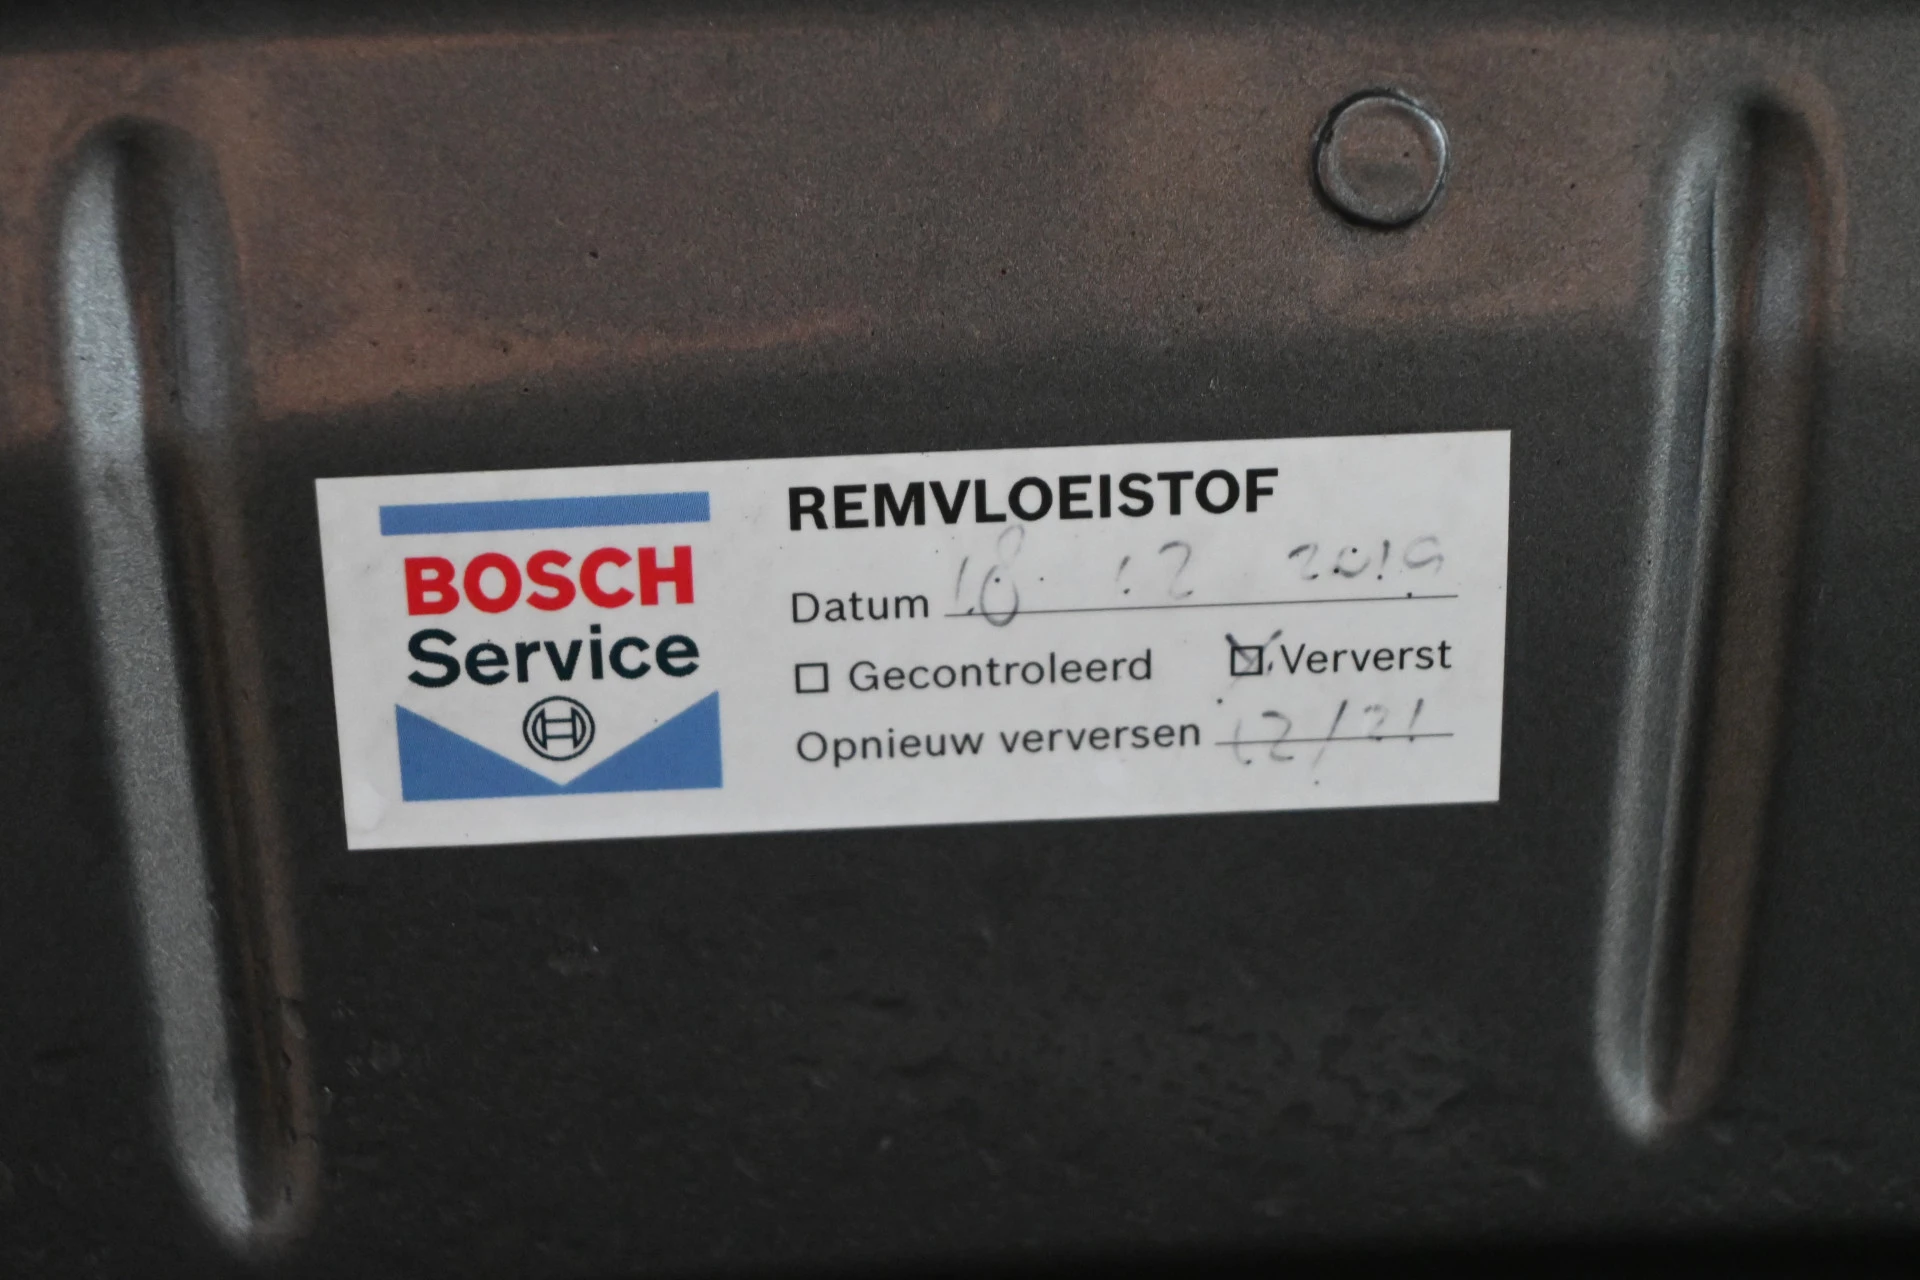 BOSCH
Service
REMVLOEISTOF
Datum 18 12 2019
Gecontroleerd Ververst
Opnieuw verversen 12/21